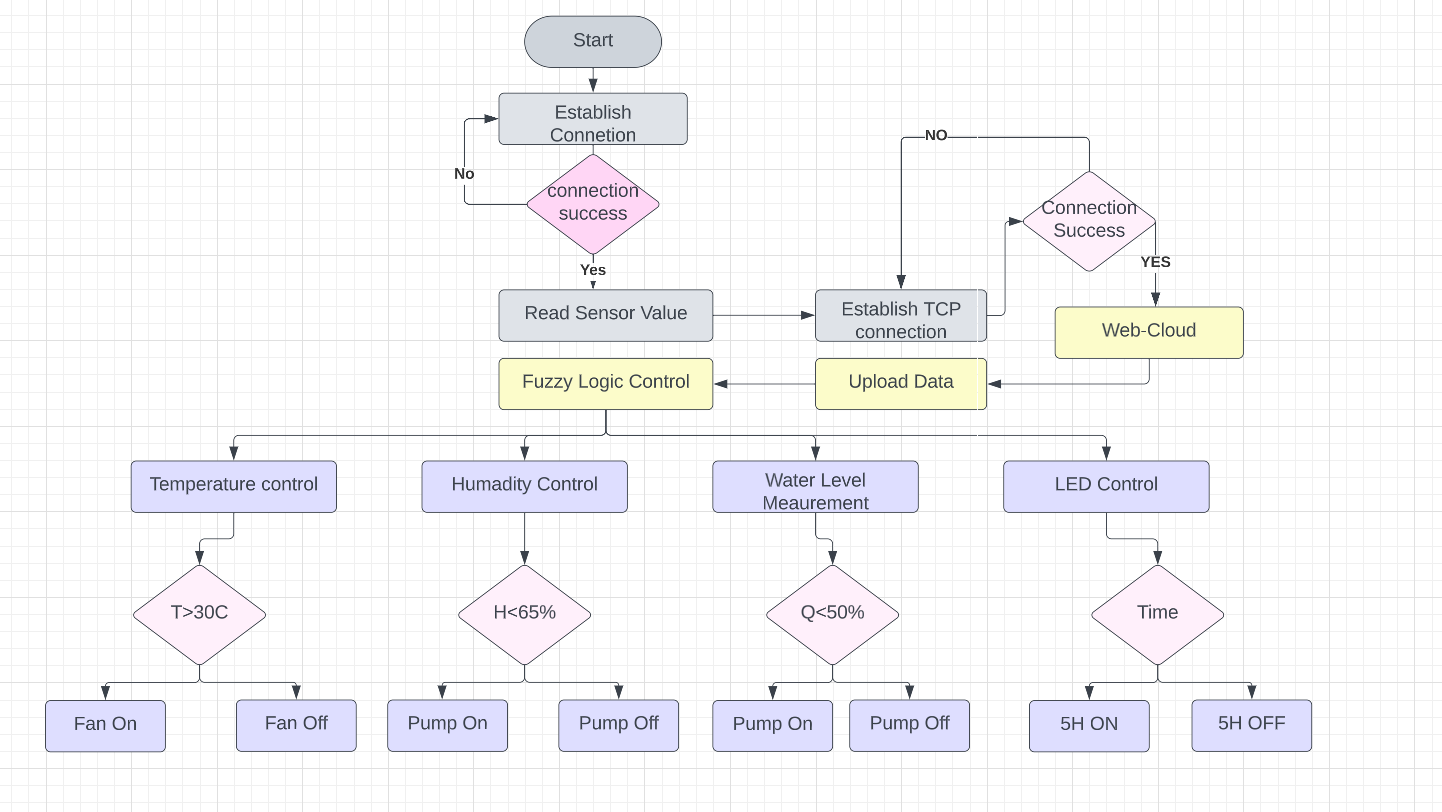 Start
Establish
Connetion
NO
No
connection
success
Connection
Success
Yes
YES
Read Sensor Value
Establish TCP
connection
Web-Cloud
Fuzzy Logic Control
Upload Data
Temperature control
Humadity Control
Water Level
Meaurement
LED Control
T>30C
H<65%
Q<50%
Time
Fan On
Fan Off
Pump On
Pump Off
Pump On
Pump Off
5H ON
5H OFF